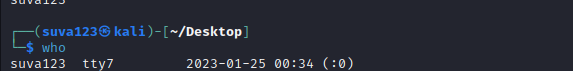 suva123
┌──(suva123㉿kali)-[~/Desktop]
└─$ who
suva123  tty7         2023-01-25 00:34 (:0)